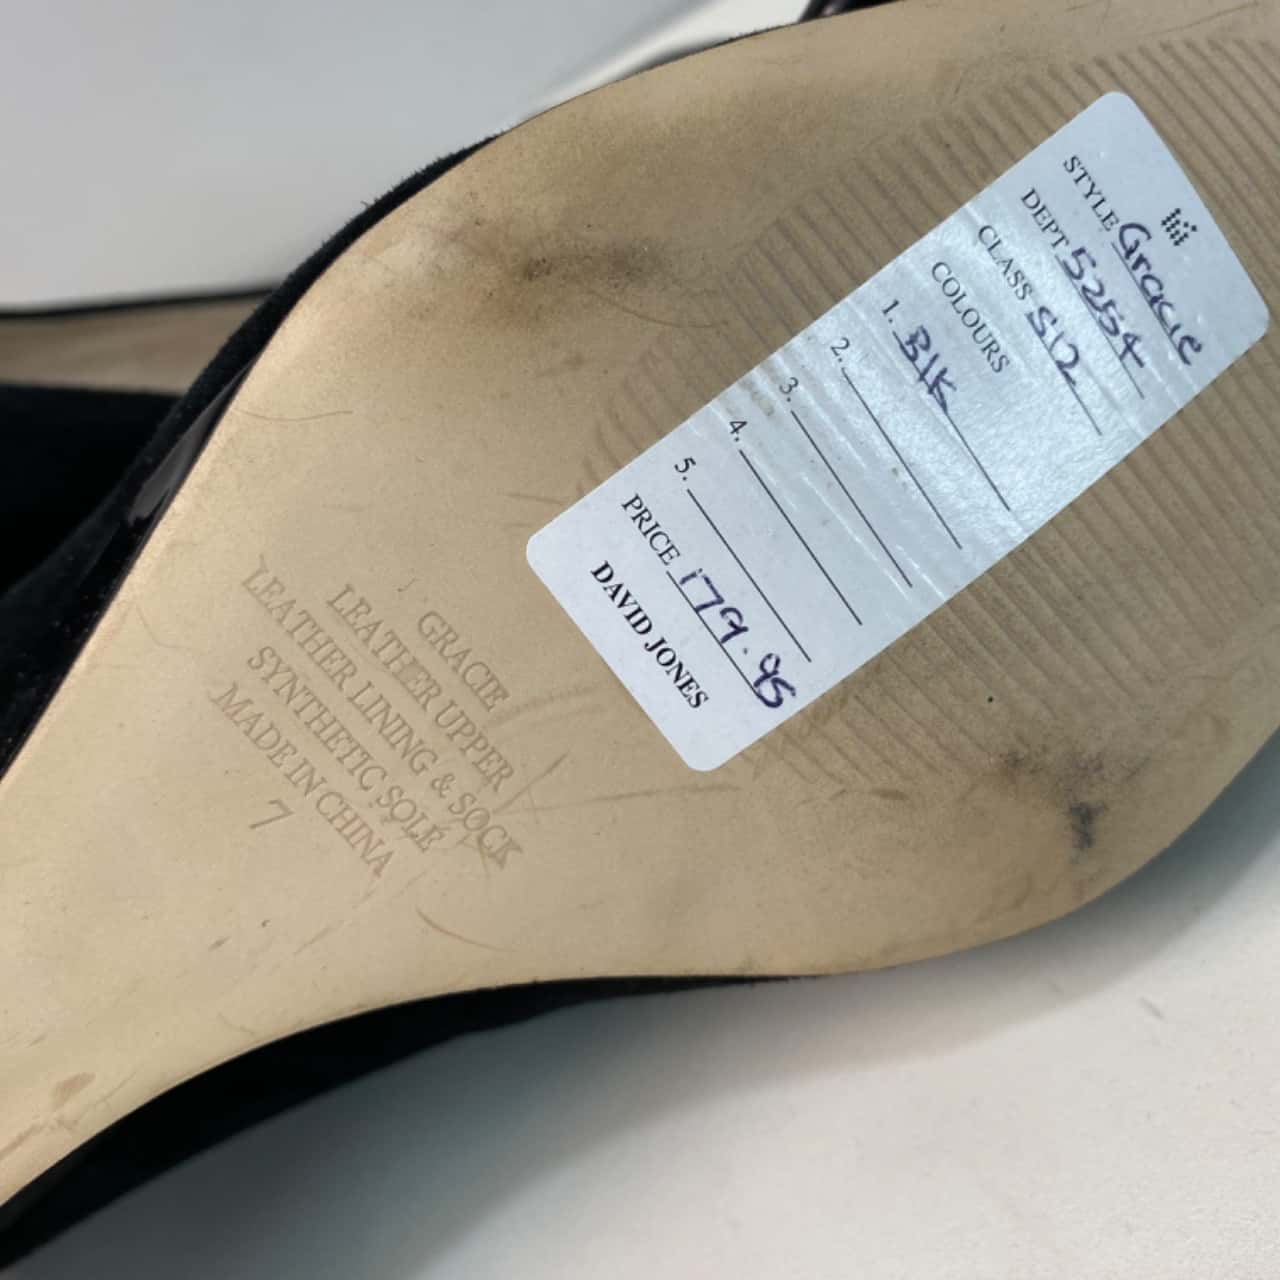 STYLE Gracie
DEPT 5254
CLASS S12
COLOURS
1. Blk
2.
3.
4.
5.
PRICE 179.95
DAVID JONES
GRACIE
LEATHER UPPER
LEATHER LINING & SOCK
SYNTHETIC SOLE
MADE IN CHINA
7